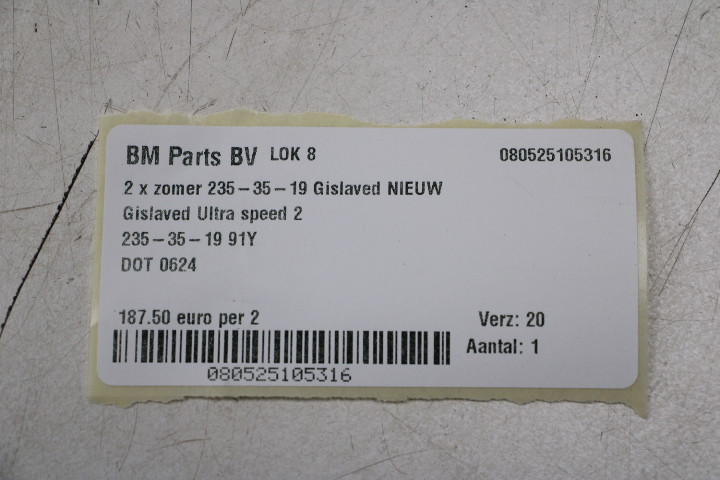 BM Parts BV LOK 8 080525105316
2 x zomer 235-35-19 Gislaved NIEUW
Gislaved Ultra speed 2
235-35-19 91Y
DOT 0624
187.50 euro per 2 Verz: 20
Aantal: 1
080525105316